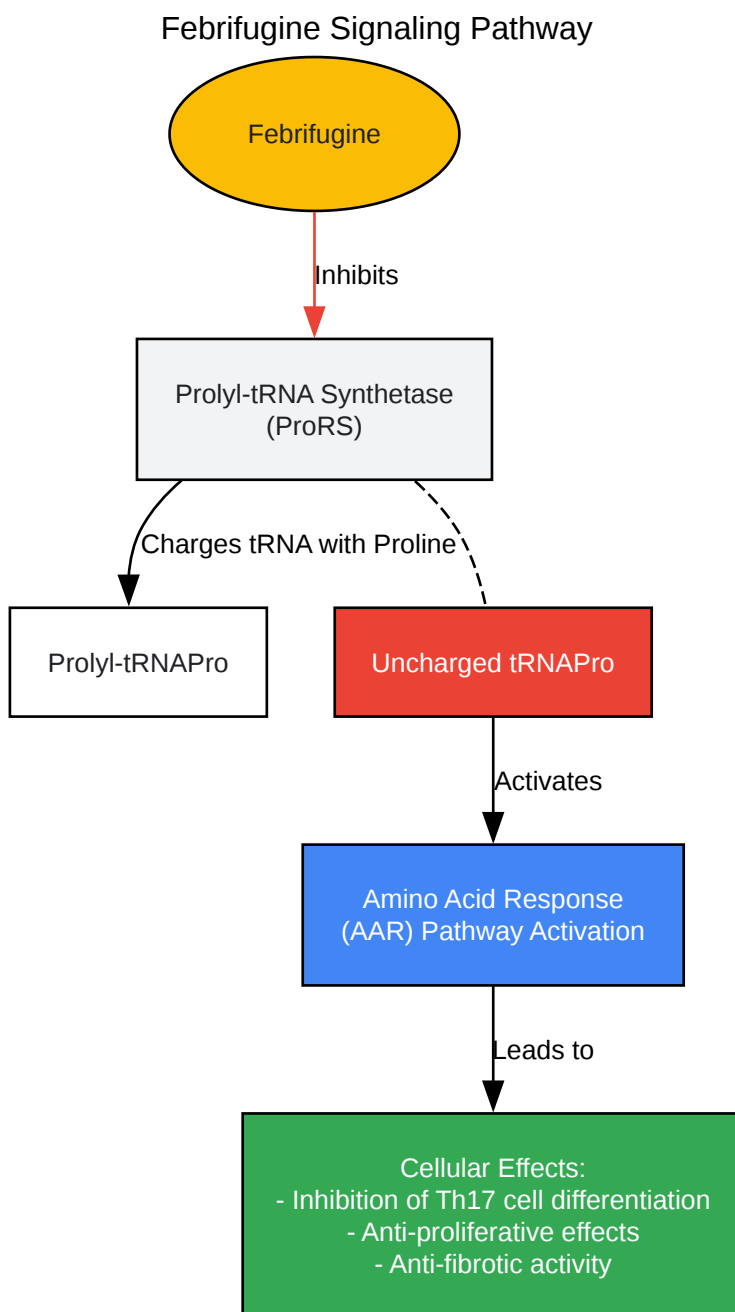 Febrifugine Signaling Pathway
Febrifugine
Inhibits
Prolyl-tRNA Synthetase
(ProRS)
Charges tRNA with Proline
Prolyl-tRNAPro
Uncharged tRNAPro
Activates
Amino Acid Response
(AAR) Pathway Activation
Leads to
Cellular Effects:
- Inhibition of Th17 cell differentiation
- Anti-proliferative effects
- Anti-fibrotic activity